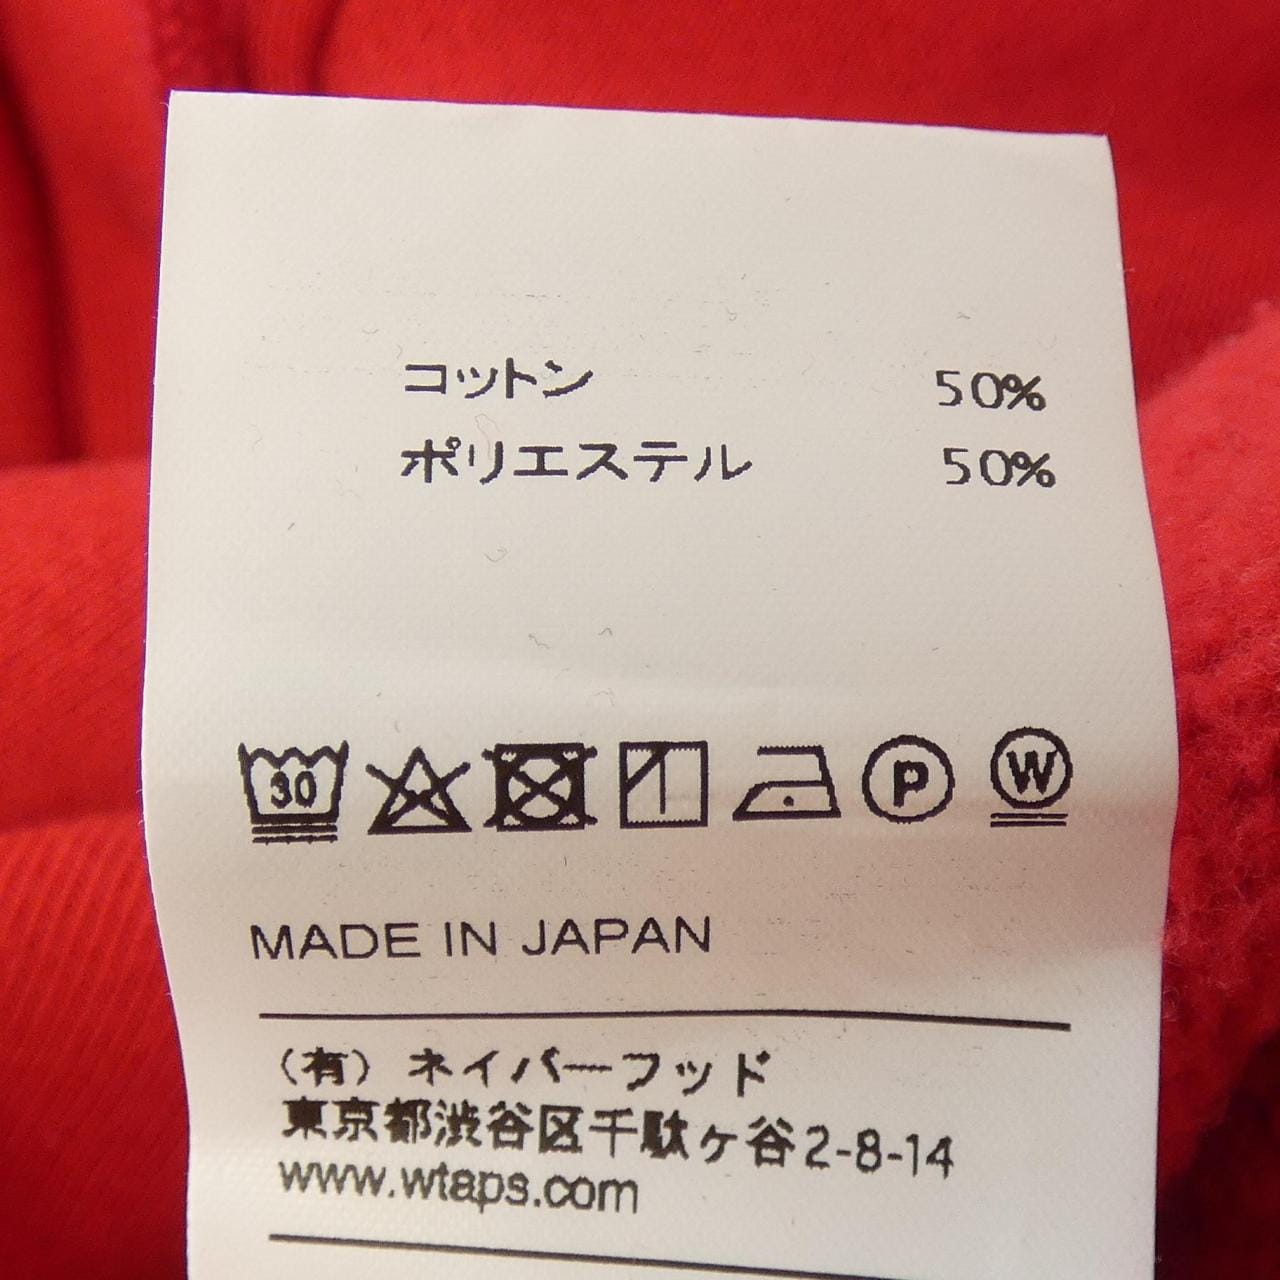 コットン 50%
ポリエステル 50%
30 P W
MADE IN JAPAN
(有) ネイバーフッド
東京都渋谷区千駄ヶ谷2-8-14
www.wtaps.com